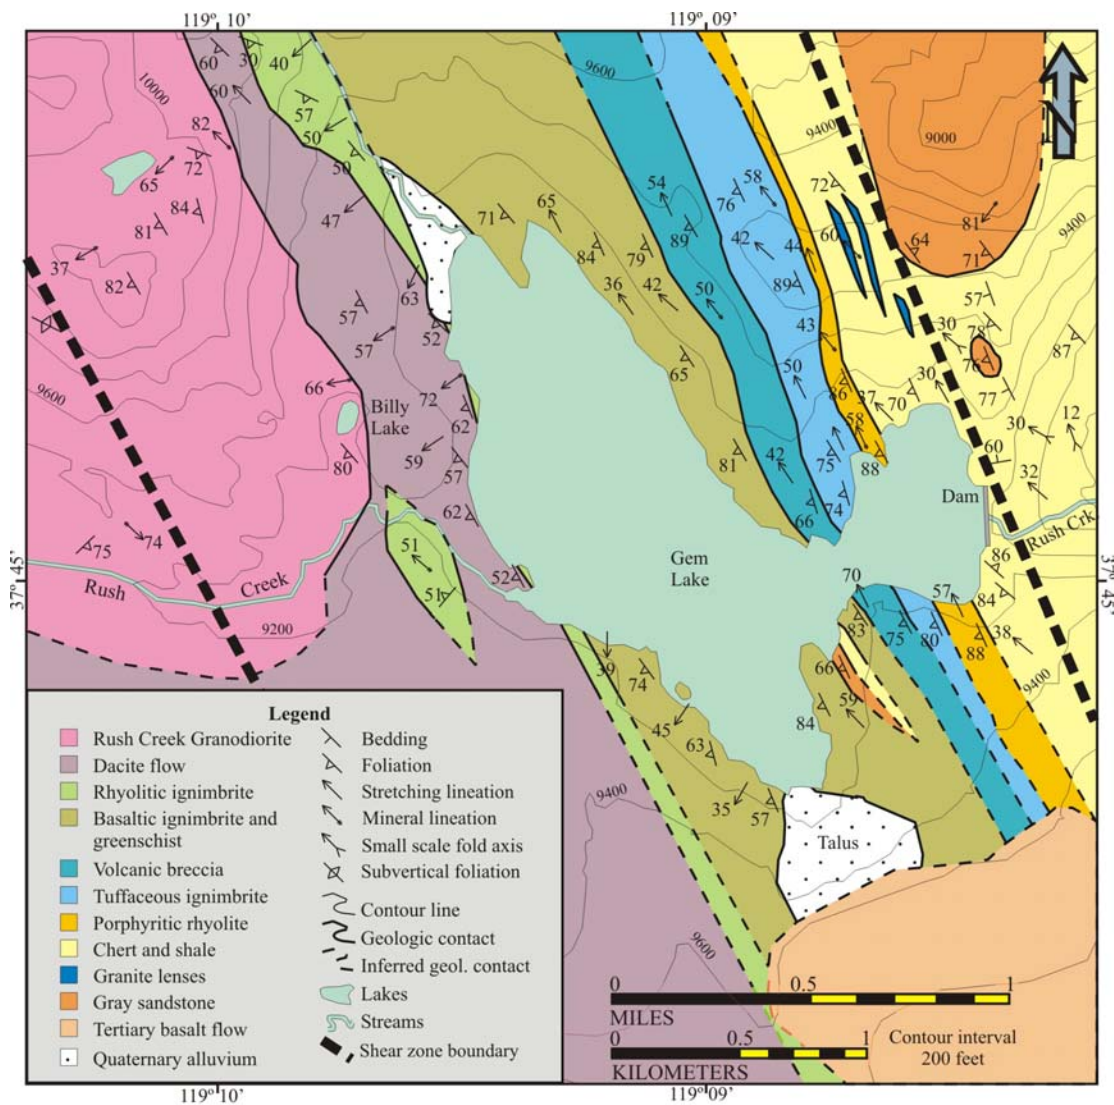 119º 10'
119º 09'
60
30
40
9600
10000
60
57
9400
9000
N
82
50
72
65
50
54
76
58
72
84
47
71
65
81
9400
81
89
42
44
60
64
37
84
79
71
82
63
36
42
50
89
57
57
52
43
30
78
87
57
65
50
76
9600
66
72
86
37
70
30
77
Billy
Lake
62
58
30
12
80
59
57
81
42
75
88
60
32
62
66
74
Dam
75
74
51
Gem
Lake
Rush Crk.
37º 45'
Rush
Creek
51
52
70
57
86
84
37º 45'
9200
83
75
80
88
38
39
74
66
9400
45
84
59
63
9400
35
57
Talus
9600
Legend
Rush Creek Granodiorite
Dacite flow
Rhyolitic ignimbrite
Basaltic ignimbrite and
greenschist
Volcanic breccia
Tuffaceous ignimbrite
Porphyritic rhyolite
Chert and shale
Granite lenses
Gray sandstone
Tertiary basalt flow
Quaternary alluvium
Bedding
Foliation
Stretching lineation
Mineral lineation
Small scale fold axis
Subvertical foliation
Contour line
Geologic contact
Inferred geol. contact
Lakes
Streams
Shear zone boundary
0 0.5 1
MILES
0 0.5 1
KILOMETERS
Contour interval
200 feet
119º 10'
119º 09'